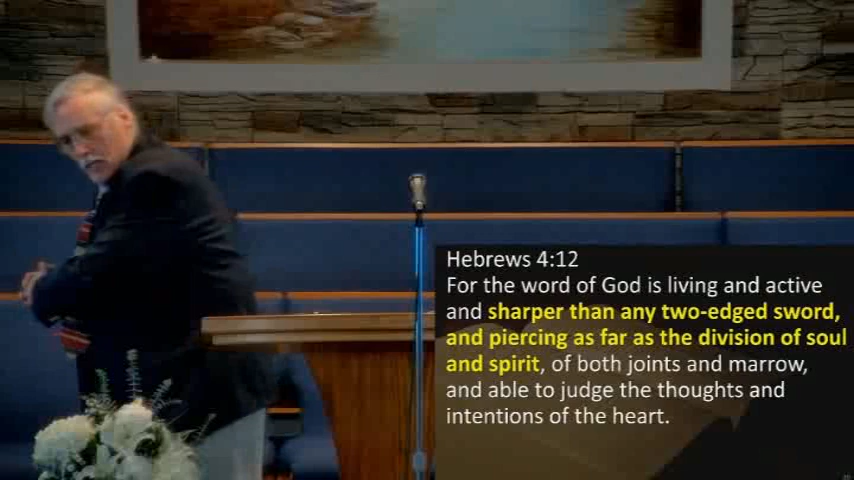 Hebrews 4:12
For the word of God is living and active
and sharper than any two-edged sword,
and piercing as far as the division of soul
and spirit, of both joints and marrow,
and able to judge the thoughts and
intentions of the heart.